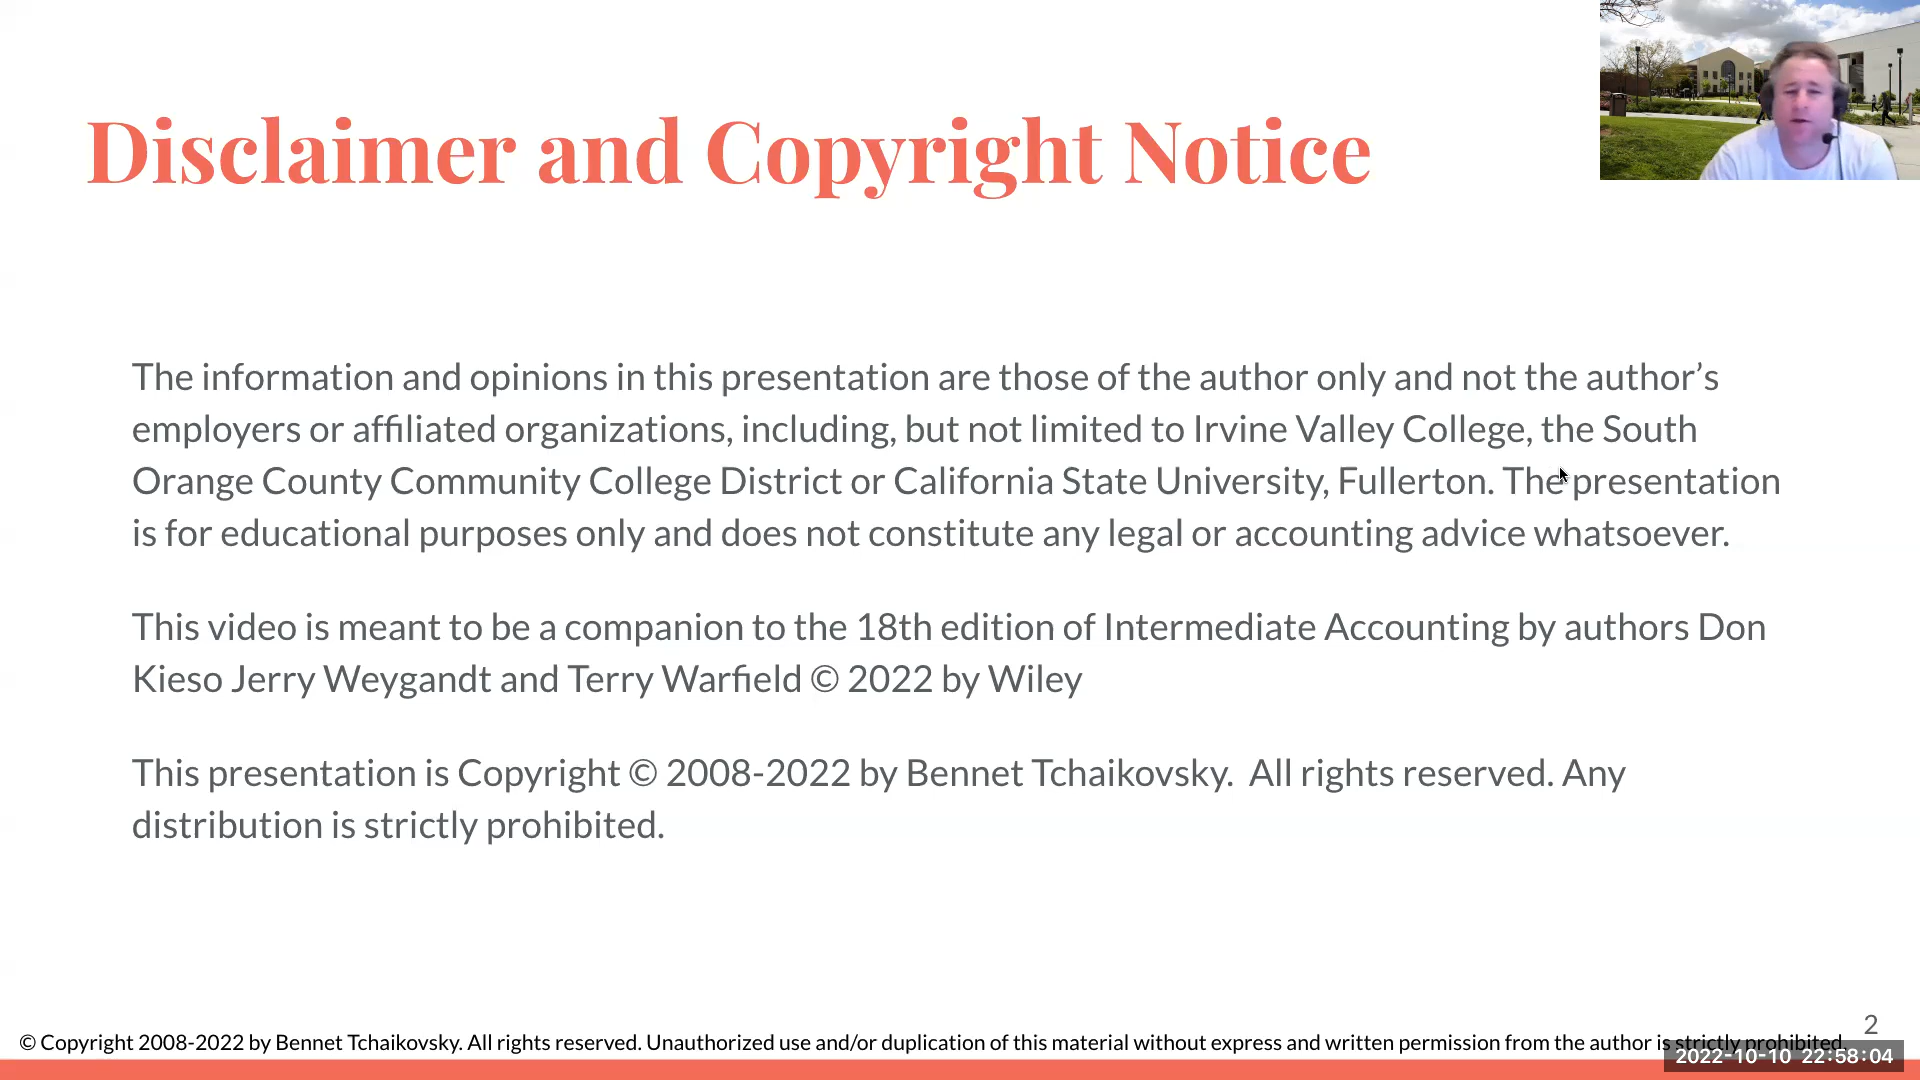 Disclaimer and Copyright Notice
The information and opinions in this presentation are those of the author only and not the author’s
employers or affiliated organizations, including, but not limited to Irvine Valley College, the South
Orange County Community College District or California State University, Fullerton. The presentation
is for educational purposes only and does not constitute any legal or accounting advice whatsoever.
This video is meant to be a companion to the 18th edition of Intermediate Accounting by authors Don
Kieso Jerry Weygandt and Terry Warfield © 2022 by Wiley
This presentation is Copyright © 2008-2022 by Bennet Tchaikovsky.  All rights reserved. Any
distribution is strictly prohibited.
2
© Copyright 2008-2022 by Bennet Tchaikovsky. All rights reserved. Unauthorized use and/or duplication of this material without express and written permission from the author is strictly prohibited.
2022-10-10 22:58:04